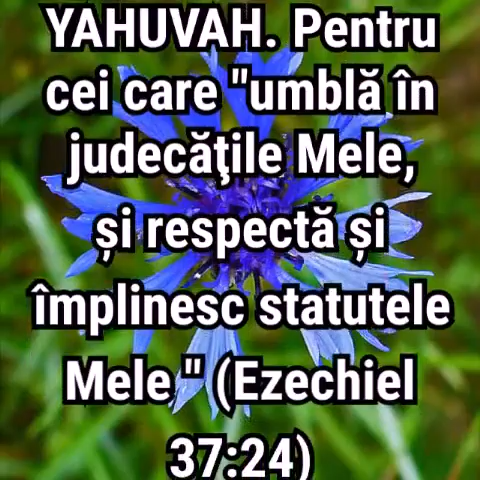 YAHUVAH. Pentru
cei care "umblă în
judecăţile Mele,
și respectă și
împlinesc statutele
Mele " (Ezechiel
37:24)